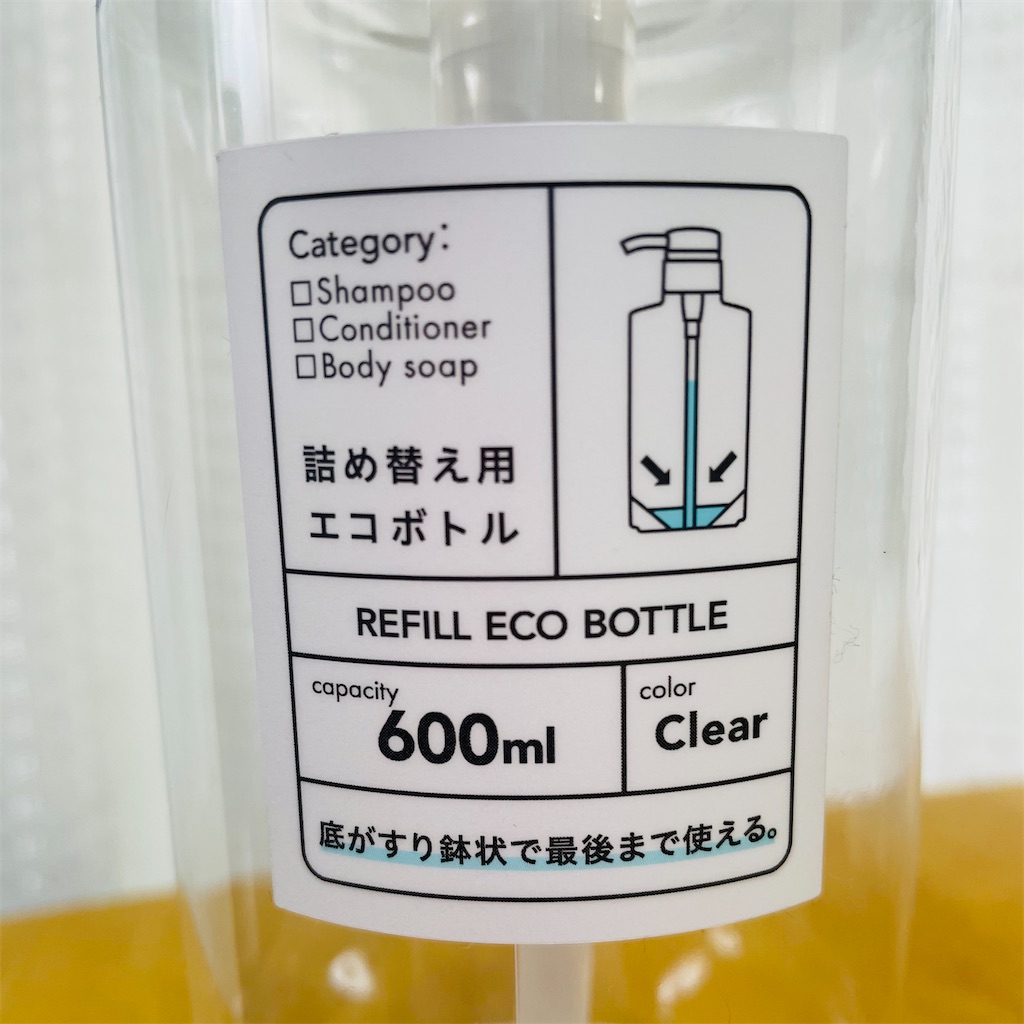 Category:
□Shampoo
□Conditioner
□Body soap
詰め替え用
エコボトル
REFILL ECO BOTTLE
capacity
600ml
color
Clear
底がすり鉢状で最後まで使える。